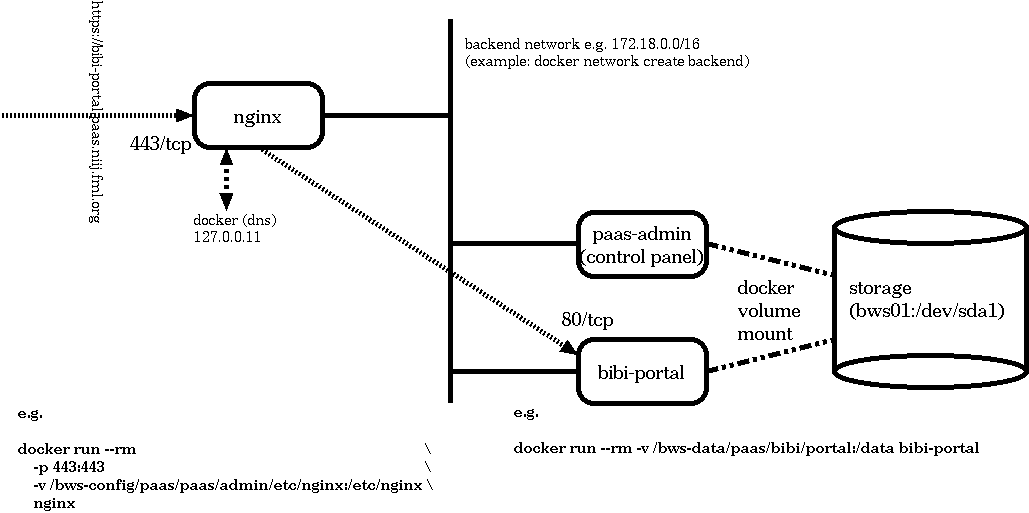 https://bibi-portal.paas.niij.fml.org
backend network e.g. 172.18.0.0/16
(example: docker network create backend)
nginx
443/tcp
docker (dns)
127.0.0.11
paas-admin
(control panel)
docker
volume
mount
storage
(bws01:/dev/sda1)
80/tcp
bibi-portal
e.g.
docker run --rm \
-p 443:443 \
-v /bws-config/paas/paas/admin/etc/nginx:/etc/nginx \
nginx
e.g.
docker run --rm -v /bws-data/paas/bibi/portal:/data bibi-portal